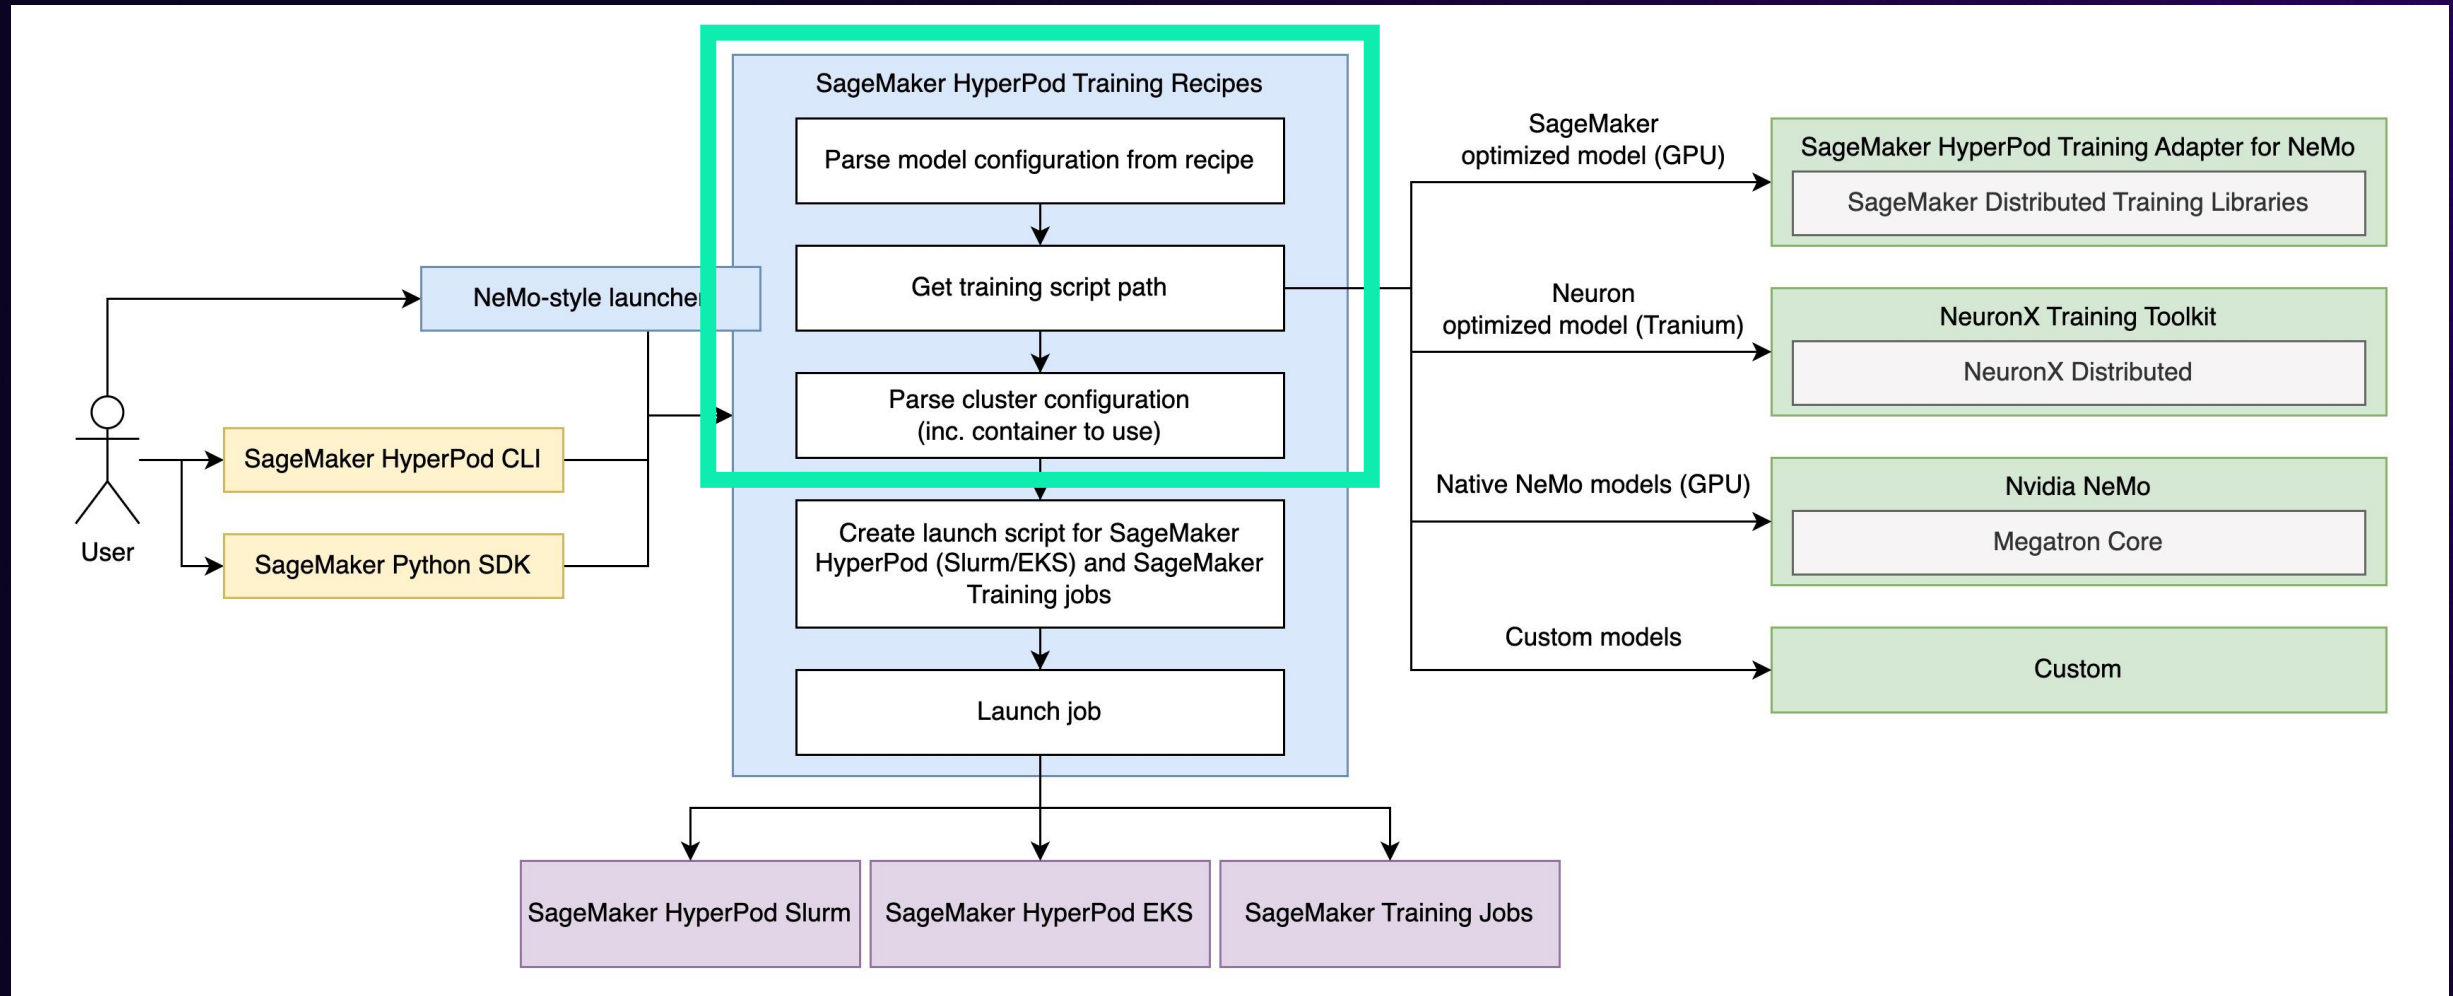 SageMaker HyperPod Training Recipes
Parse model configuration from recipe
Get training script path
Parse cluster configuration
(inc. container to use)
Create launch script for SageMaker
HyperPod (Slurm/EKS) and SageMaker
Training jobs
Launch job
NeMo-style launcher
User
SageMaker HyperPod CLI
SageMaker Python SDK
SageMaker
optimized model (GPU)
SageMaker HyperPod Training Adapter for NeMo
SageMaker Distributed Training Libraries
Neuron
optimized model (Tranium)
NeuronX Training Toolkit
NeuronX Distributed
Native NeMo models (GPU)
Nvidia NeMo
Megatron Core
Custom models
Custom
SageMaker HyperPod Slurm
SageMaker HyperPod EKS
SageMaker Training Jobs